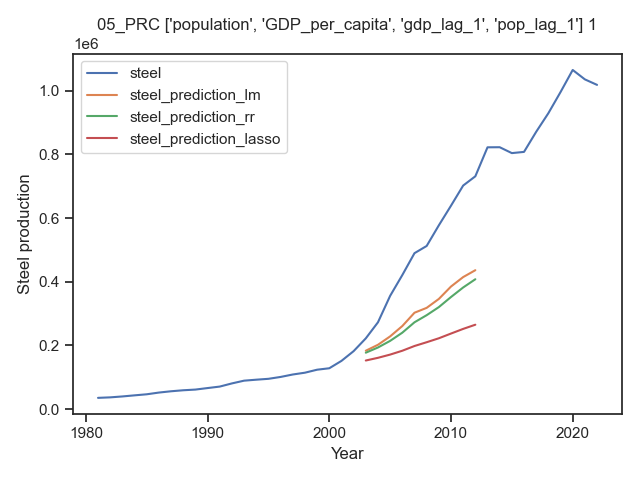 05_PRC ['population', 'GDP_per_capita', 'gdp_lag_1', 'pop_lag_1'] 1
1e6
steel
steel_prediction_lm
steel_prediction_rr
steel_prediction_lasso
1.0
0.8
0.6
0.4
0.2
0.0
Steel production
1980 1990 2000 2010 2020
Year